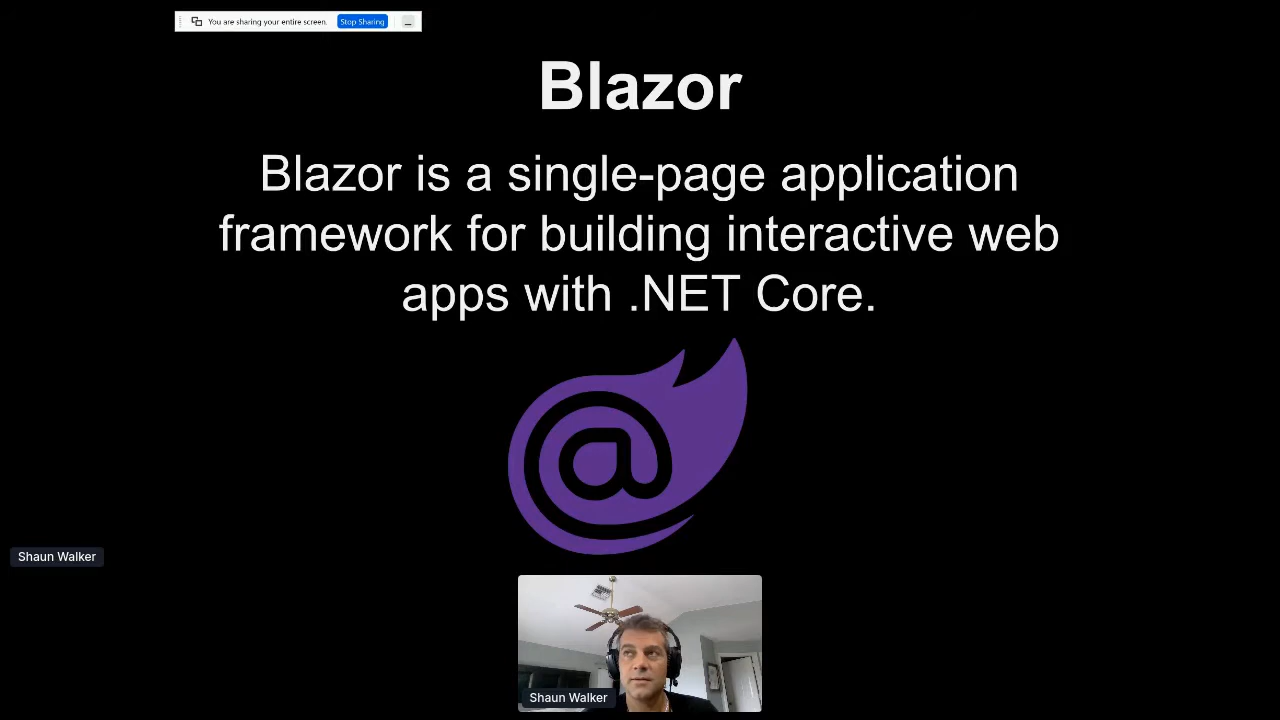 You are sharing your entire screen. Stop Sharing
Blazor
Blazor is a single-page application
framework for building interactive web
apps with .NET Core.
@
Shaun Walker
Shaun Walker